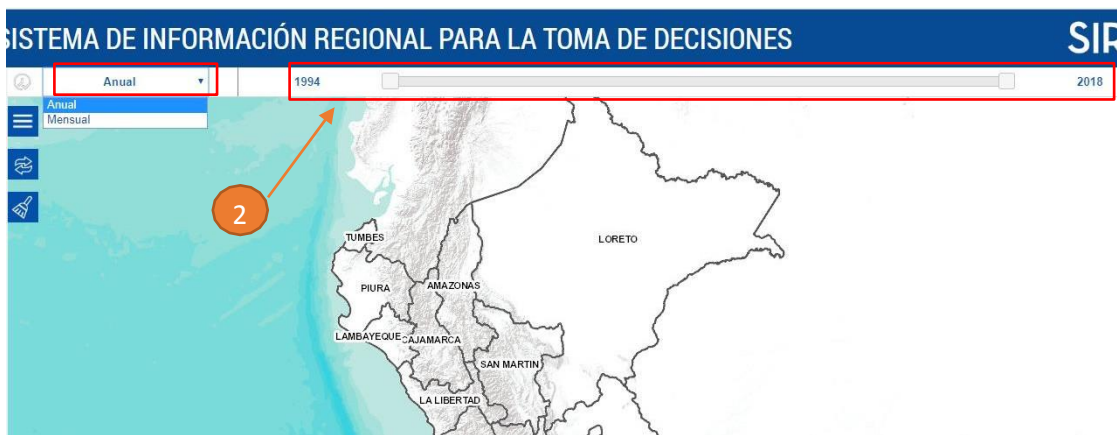 SISTEMA DE INFORMACIÓN REGIONAL PARA LA TOMA DE DECISIONES SIR
Anual 1994 2018
Anual
Mensual
2
TUMBES
LORETO
PIURA
AMAZONAS
LAMBAYEQUE
CAJAMARCA
SAN MARTIN
LA LIBERTAD